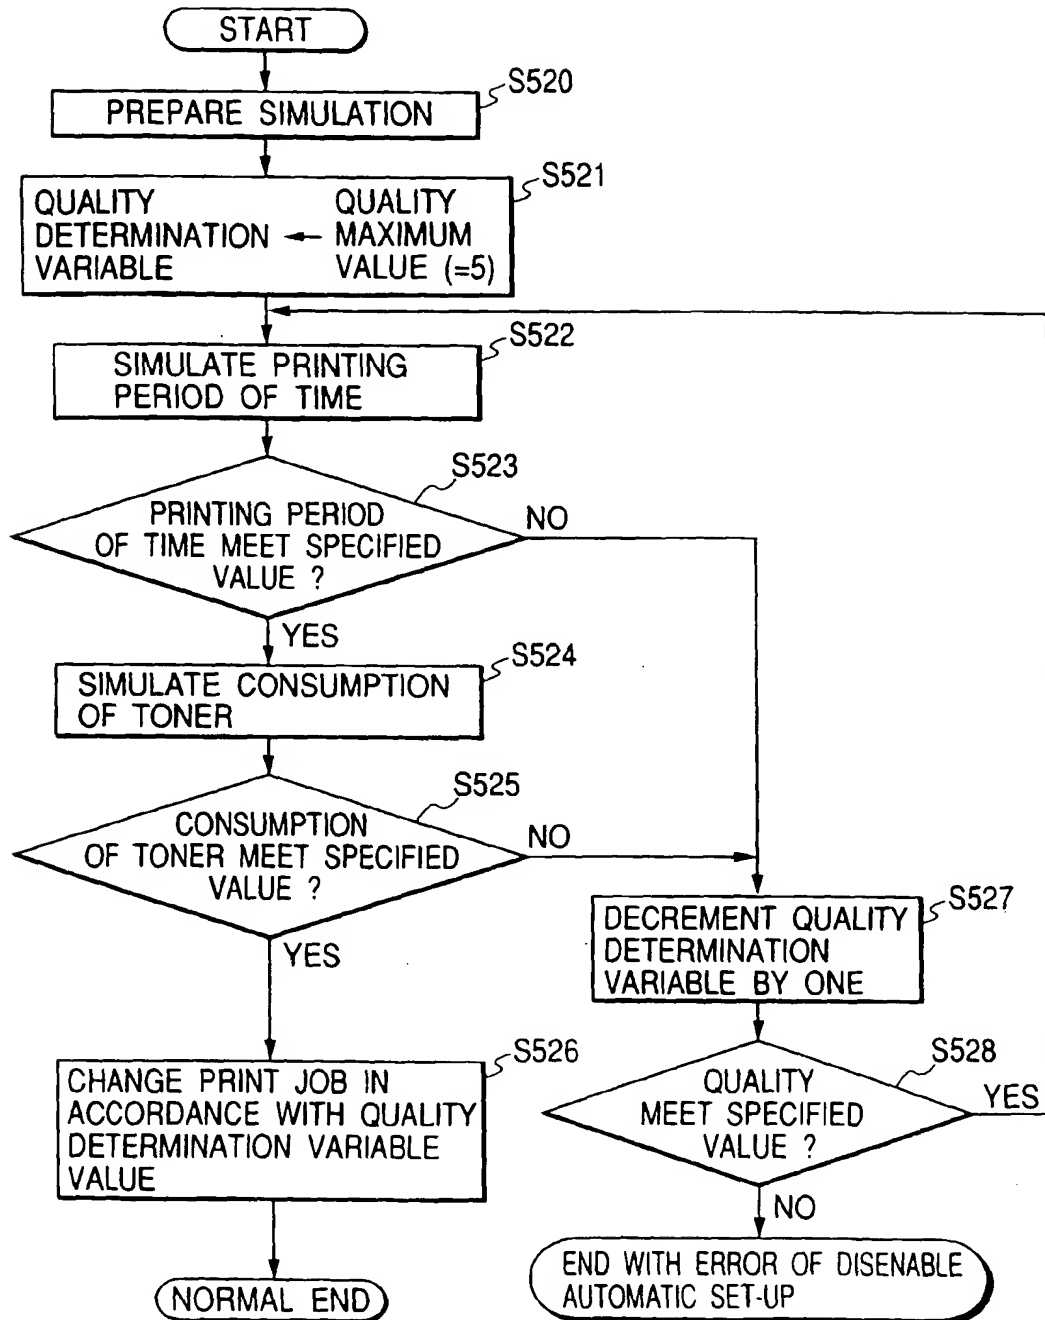 START
S520
PREPARE SIMULATION
S521
QUALITY
DETERMINATION
VARIABLE
QUALITY
MAXIMUM
VALUE (=5)
S522
SIMULATE PRINTING
PERIOD OF TIME
S523
PRINTING PERIOD
OF TIME MEET SPECIFIED
VALUE ?
NO
YES
S524
SIMULATE CONSUMPTION
OF TONER
S525
CONSUMPTION
OF TONER MEET SPECIFIED
VALUE ?
NO
YES
S527
DECREMENT QUALITY
DETERMINATION
VARIABLE BY ONE
S526
CHANGE PRINT JOB IN
ACCORDANCE WITH QUALITY
DETERMINATION VARIABLE
VALUE
S528
QUALITY
MEET SPECIFIED
VALUE ?
YES
NO
NORMAL END
END WITH ERROR OF DISENABLE
AUTOMATIC SET-UP